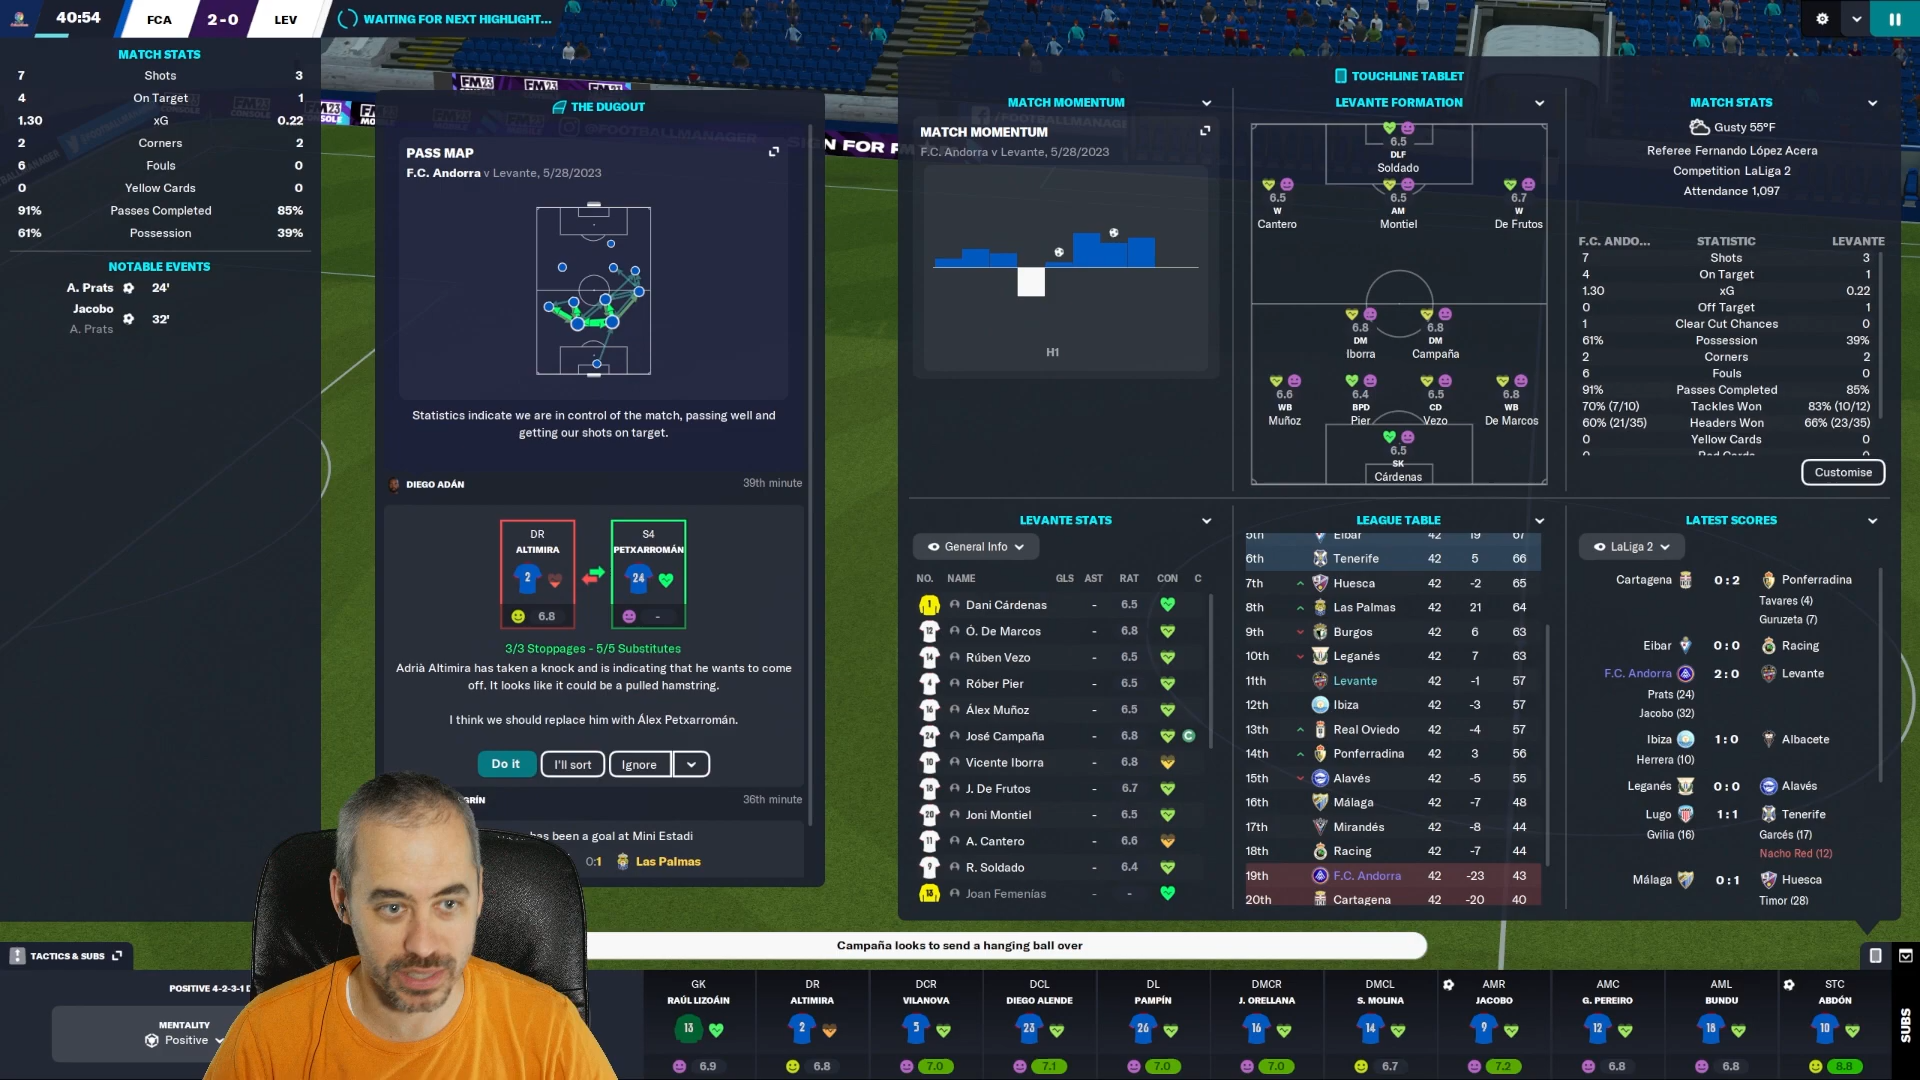 40:54 FCA 2-0 LEV WAITING FOR NEXT HIGHLIGHT...
MATCH STATS
7 Shots 3
4 On Target 1
1.30 xG 0.22
2 Corners 2
6 Fouls 0
0 Yellow Cards 0
91% Passes Completed 85%
61% Possession 39%
NOTABLE EVENTS
A. Prats 24'
Jacobo 32'
A. Prats
THE DUGOUT
PASS MAP
F.C. Andorra v Levante, 5/28/2023
Statistics indicate we are in control of the match, passing well and
getting our shots on target.
DIEGO ADÁN 39th minute
DR S4
ALTIMIRA PETXARROMÁN
2 24
6.8 -
3/3 Stoppages - 5/5 Substitutes
Adrià Altimira has taken a knock and is indicating that he wants to come
off. It looks like it could be a pulled hamstring.
I think we should replace him with Álex Petxarromán.
Do it I'll sort Ignore
GRÍN 36th minute
has been a goal at Mini Estadi
0:1 Las Palmas
TOUCHLINE TABLET
MATCH MOMENTUM
MATCH MOMENTUM
F.C. Andorra v Levante, 5/28/2023
H1
LEVANTE FORMATION
6.5
DLF
Soldado
6.5 6.5 6.7
W AM W
Cantero Montiel De Frutos
6.8 6.8
DM DM
Iborra Campaña
6.6 6.4 6.5 6.8
WB BPD CD WB
Muñoz Pier Vezo De Marcos
6.5
SK
Cárdenas
MATCH STATS
Gusty 55°F
Referee Fernando López Acera
Competition LaLiga 2
Attendance 1,097
F.C. ANDO... STATISTIC LEVANTE
7 Shots 3
4 On Target 1
1.30 xG 0.22
0 Off Target 1
1 Clear Cut Chances 0
61% Possession 39%
2 Corners 2
6 Fouls 0
91% Passes Completed 85%
70% (7/10) Tackles Won 83% (10/12)
60% (21/35) Headers Won 66% (23/35)
0 Yellow Cards 0
0 Red Cards 0
Customise
LEVANTE STATS
General Info
NO. NAME GLS AST RAT CON C
1 Dani Cárdenas - 6.5
12 Ó. De Marcos - 6.8
14 Rúben Vezo - 6.5
4 Róber Pier - 6.5
16 Álex Muñoz - 6.5
24 José Campaña - 6.8 C
10 Vicente Iborra - 6.8
18 J. De Frutos - 6.7
20 Joni Montiel - 6.5
11 A. Cantero - 6.6
9 R. Soldado - 6.4
13 Joan Femenías - -
LEAGUE TABLE
5th Eibar 42 19 67
6th Tenerife 42 5 66
7th Huesca 42 -2 65
8th Las Palmas 42 21 64
9th Burgos 42 6 63
10th Leganés 42 7 63
11th Levante 42 -1 57
12th Ibiza 42 -3 57
13th Real Oviedo 42 -4 57
14th Ponferradina 42 3 56
15th Alavés 42 -5 55
16th Málaga 42 -7 48
17th Mirandés 42 -8 44
18th Racing 42 -7 44
19th F.C. Andorra 42 -23 43
20th Cartagena 42 -20 40
LATEST SCORES
LaLiga 2
Cartagena 0:2 Ponferradina
Tavares (4)
Guruzeta (7)
Eibar 0:0 Racing
F.C. Andorra 2:0 Levante
Prats (24)
Jacobo (32)
Ibiza 1:0 Albacete
Herrera (10)
Leganés 0:0 Alavés
Lugo 1:1 Tenerife
Gvilia (16) Garcés (17)
Nacho Red (12)
Málaga 0:1 Huesca
Timor (28)
Campaña looks to send a hanging ball over
TACTICS & SUBS
POSITIVE 4-2-3-1 D
MENTALITY
Positive
GK DR DCR DCL DL DMCR DMCL AMR AMC AML STC
RAÚL LIZOÁIN ALTIMIRA VILANOVA DIEGO ALENDE PAMPÍN J. ORELLANA S. MOLINA JACOBO G. PEREIRO BUNDU ABDÓN
13 2 5 23 26 16 14 9 12 18 10
6.9 6.8 7.0 7.1 7.0 7.0 6.7 7.2 6.8 6.8 8.8
SUBS
FM23
FM23
CONSOLE
@FOOTBALLMANAGER